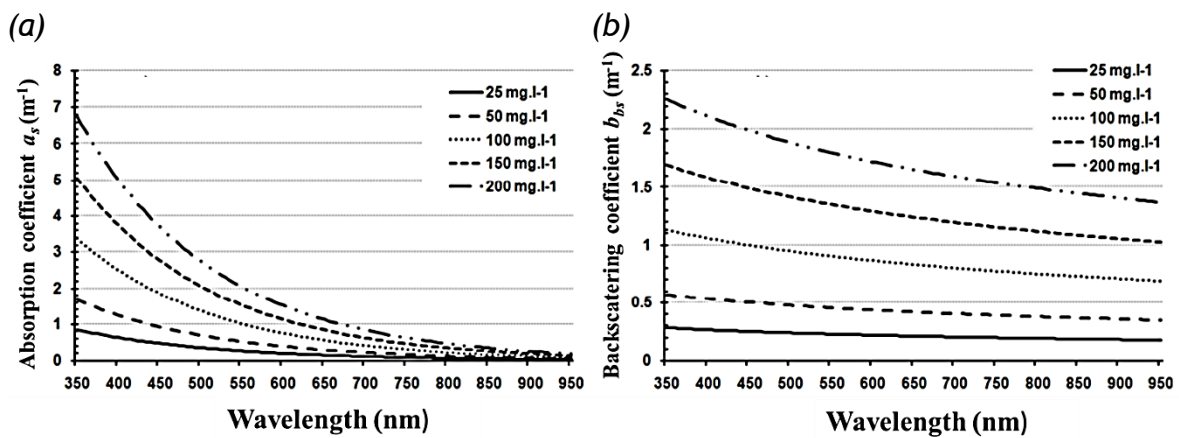 (a)
Absorption coefficient aₛ (m⁻¹)
8
7
6
5
4
3
2
1
0
25 mg.l-1
50 mg.l-1
100 mg.l-1
150 mg.l-1
200 mg.l-1
350 400 450 500 550 600 650 700 750 800 850 900 950
Wavelength (nm)
(b)
Backscatering coefficient b_bs (m⁻¹)
2.5
2
1.5
1
0.5
0
25 mg.l-1
50 mg.l-1
100 mg.l-1
150 mg.l-1
200 mg.l-1
350 400 450 500 550 600 650 700 750 800 850 900 950
Wavelength (nm)